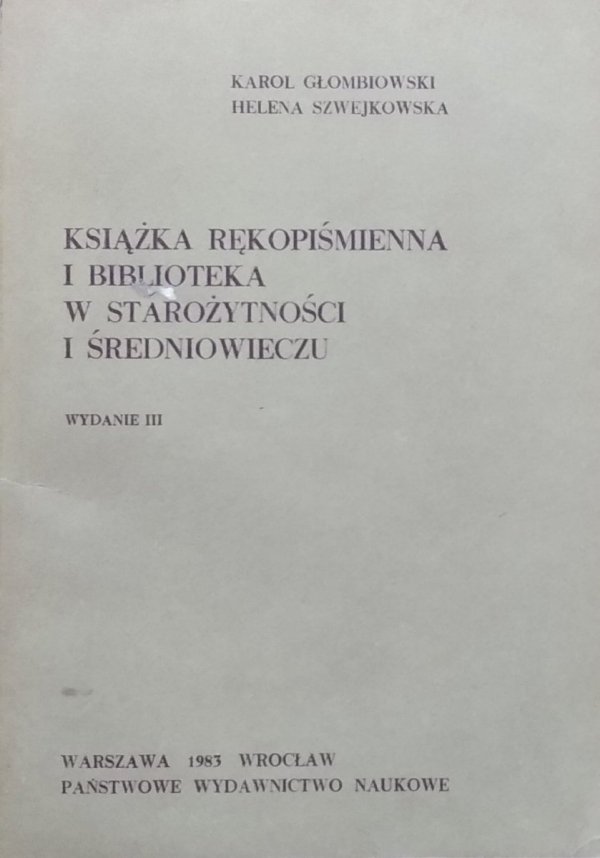 KAROL GŁOMBIOWSKI
HELENA SZWEJKOWSKA
KSIĄŻKA RĘKOPIŚMIENNA
I BIBLIOTEKA
W STAROŻYTNOŚCI
I ŚREDNIOWIECZU
WYDANIE III
WARSZAWA 1983 WROCŁAW
PAŃSTWOWE WYDAWNICTWO NAUKOWE